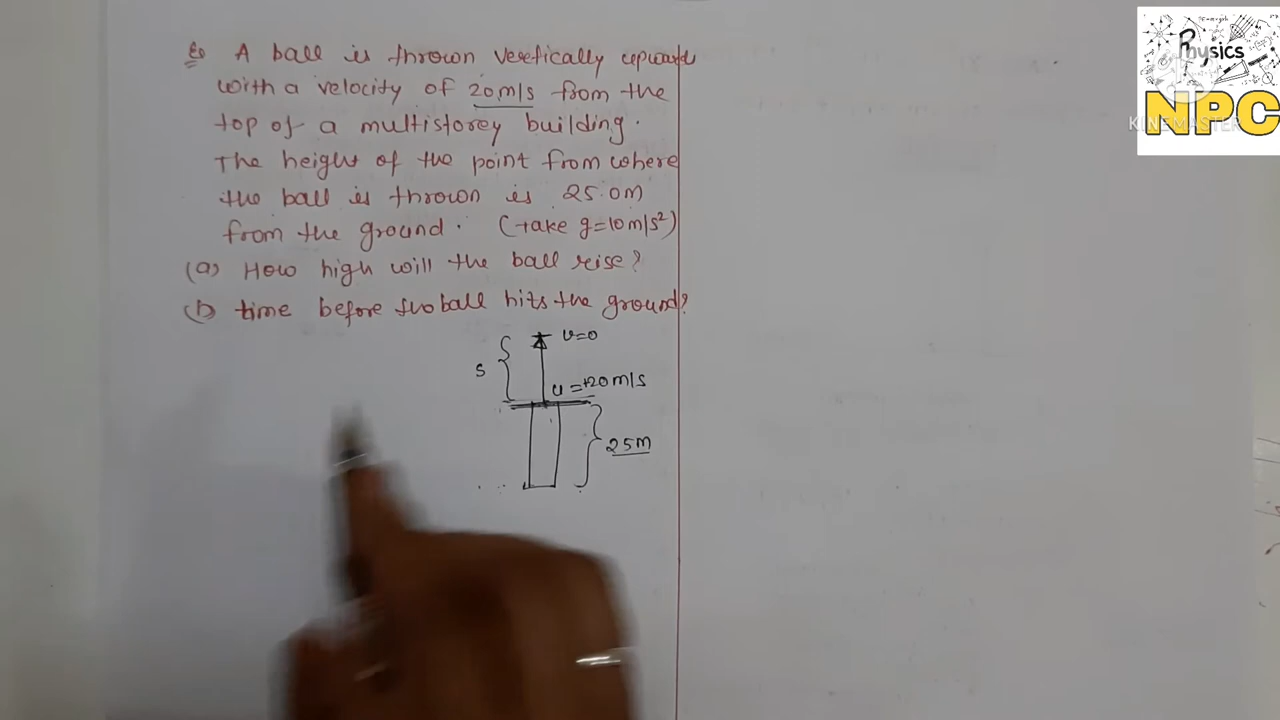 Ex A ball is thrown vertically upward
with a velocity of 20m/s from the
top of a multistorey building.
The height of the point from where
the ball is thrown is 25.0m
from the ground. (take g=10m/s²)
(a) How high will the ball rise?
(b) time before the ball hits the ground?
v=0
s
u=+20m/s
25m
Physics
NPC
KINEMASTER